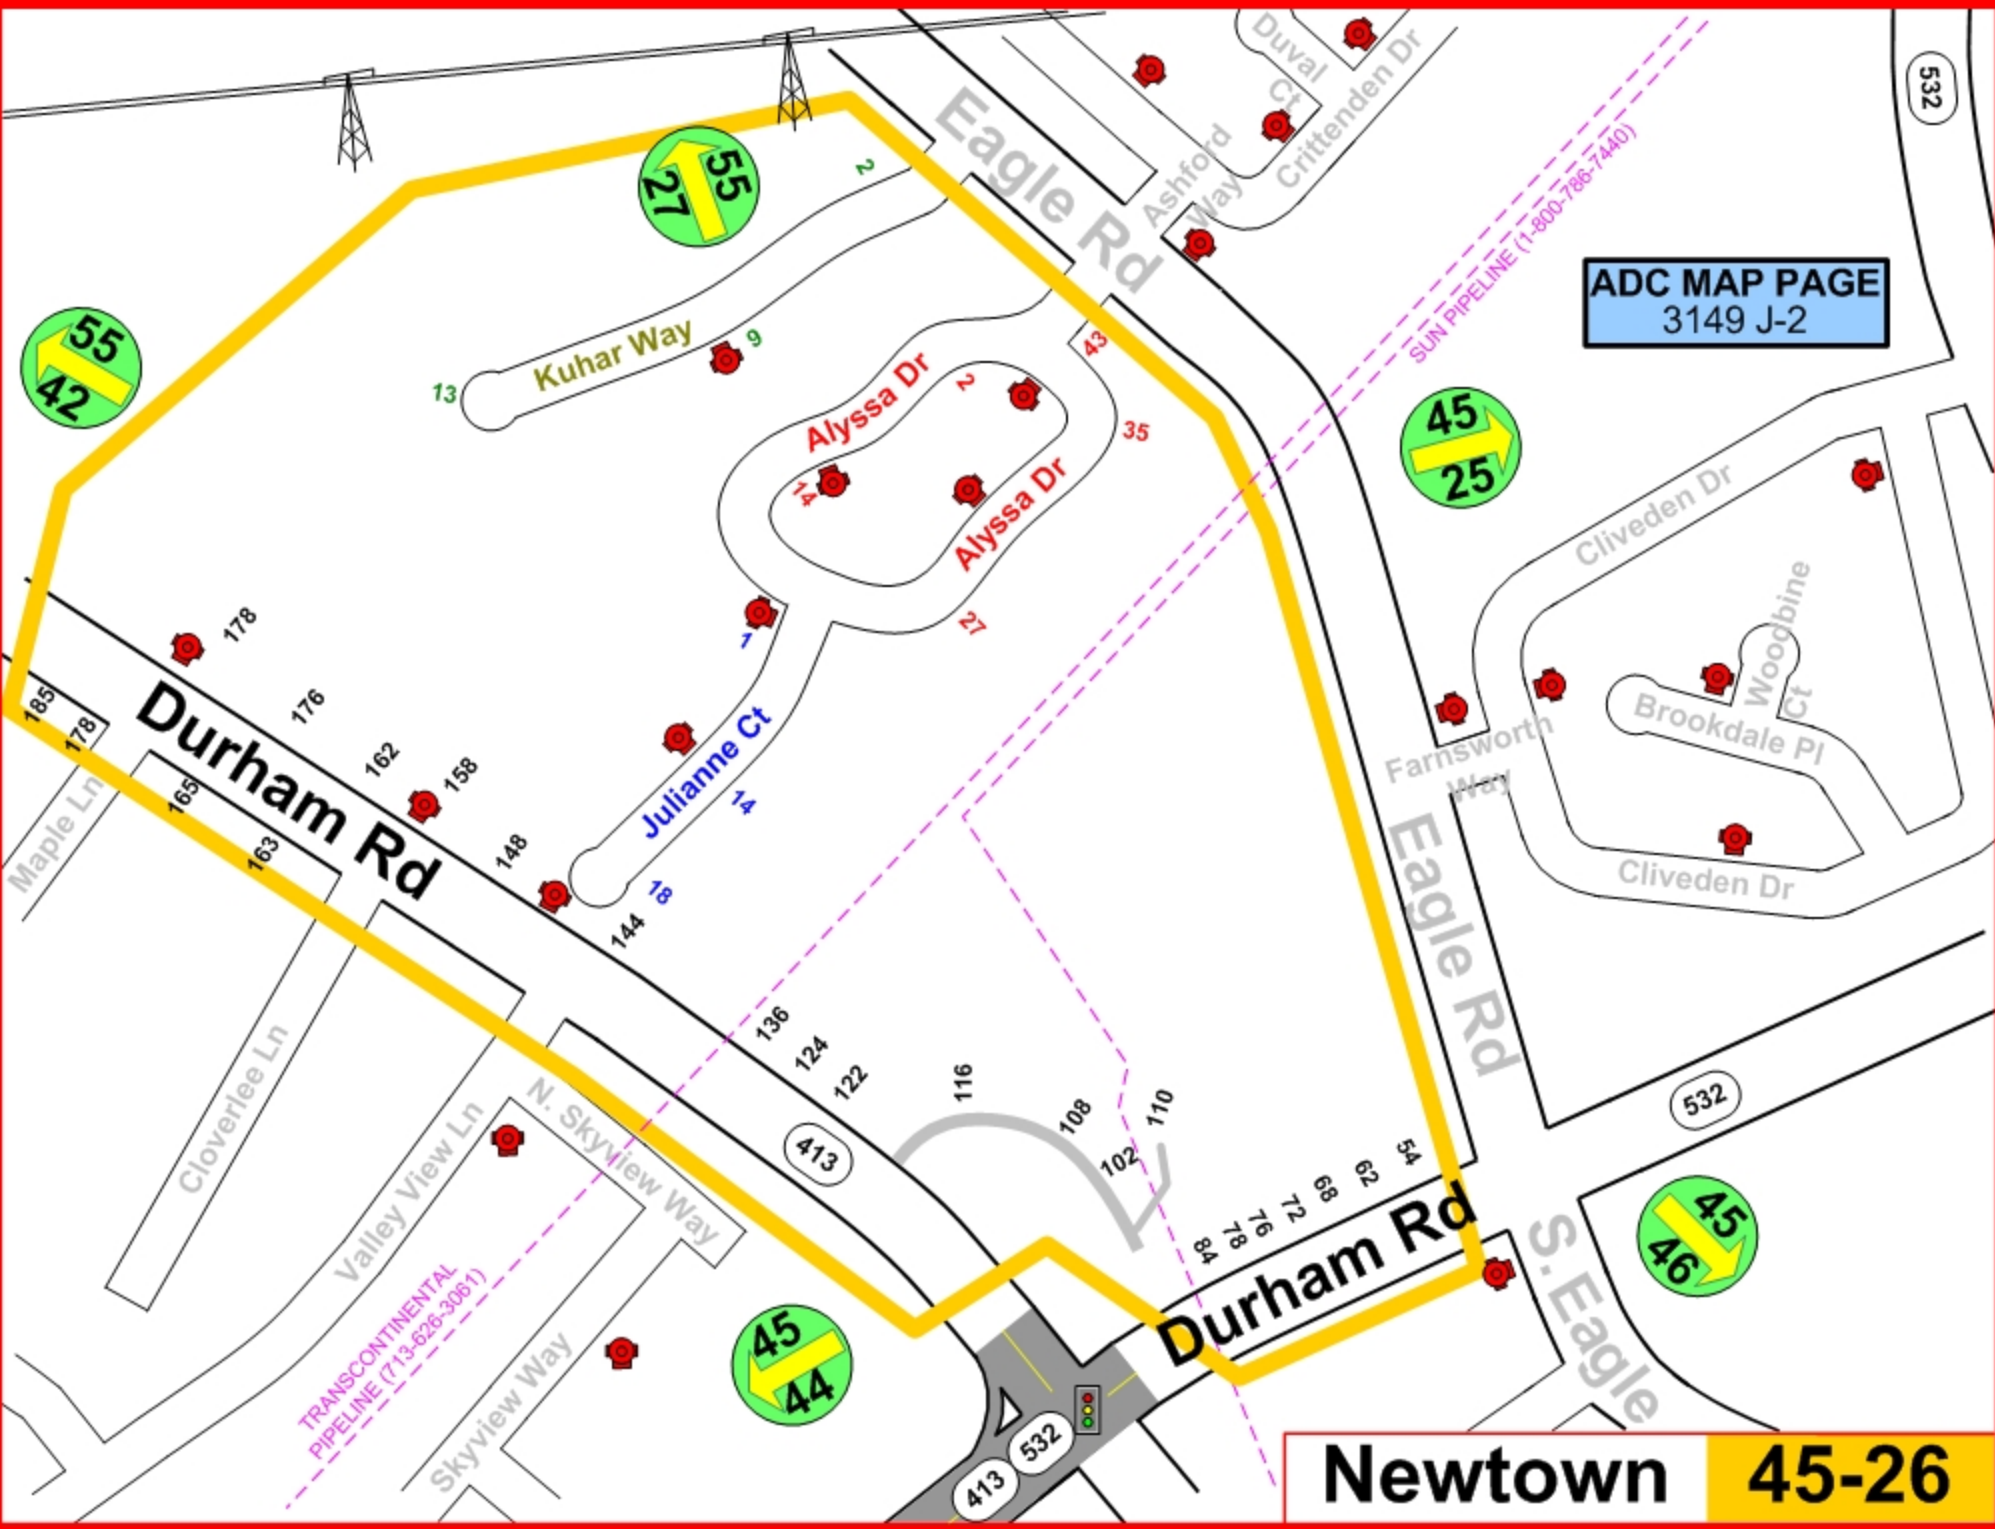 Duval
Ct
Crittenden Dr
Ashford
Way
Eagle Rd
532
SUN PIPELINE (1-800-786-7440)
ADC MAP PAGE
3149 J-2
55
27
2
Kuhar Way
9
13
55
42
43
Alyssa Dr
2
35
14
Alyssa Dr
27
45
25
Cliveden Dr
Woodbine
Ct
Brookdale Pl
Farnsworth
Way
Cliveden Dr
1
Julianne Ct
14
18
178
176
162
158
148
144
136
124
122
116
108
102
110
185
178
165
163
Durham Rd
Maple Ln
Cloverlee Ln
Valley View Ln
N. Skyview Way
Skyview Way
413
Eagle Rd
532
54
62
68
72
76
78
84
Durham Rd
S. Eagle
45
46
45
44
TRANSCONTINENTAL
PIPELINE (713-626-3061)
532
413
Newtown
45-26